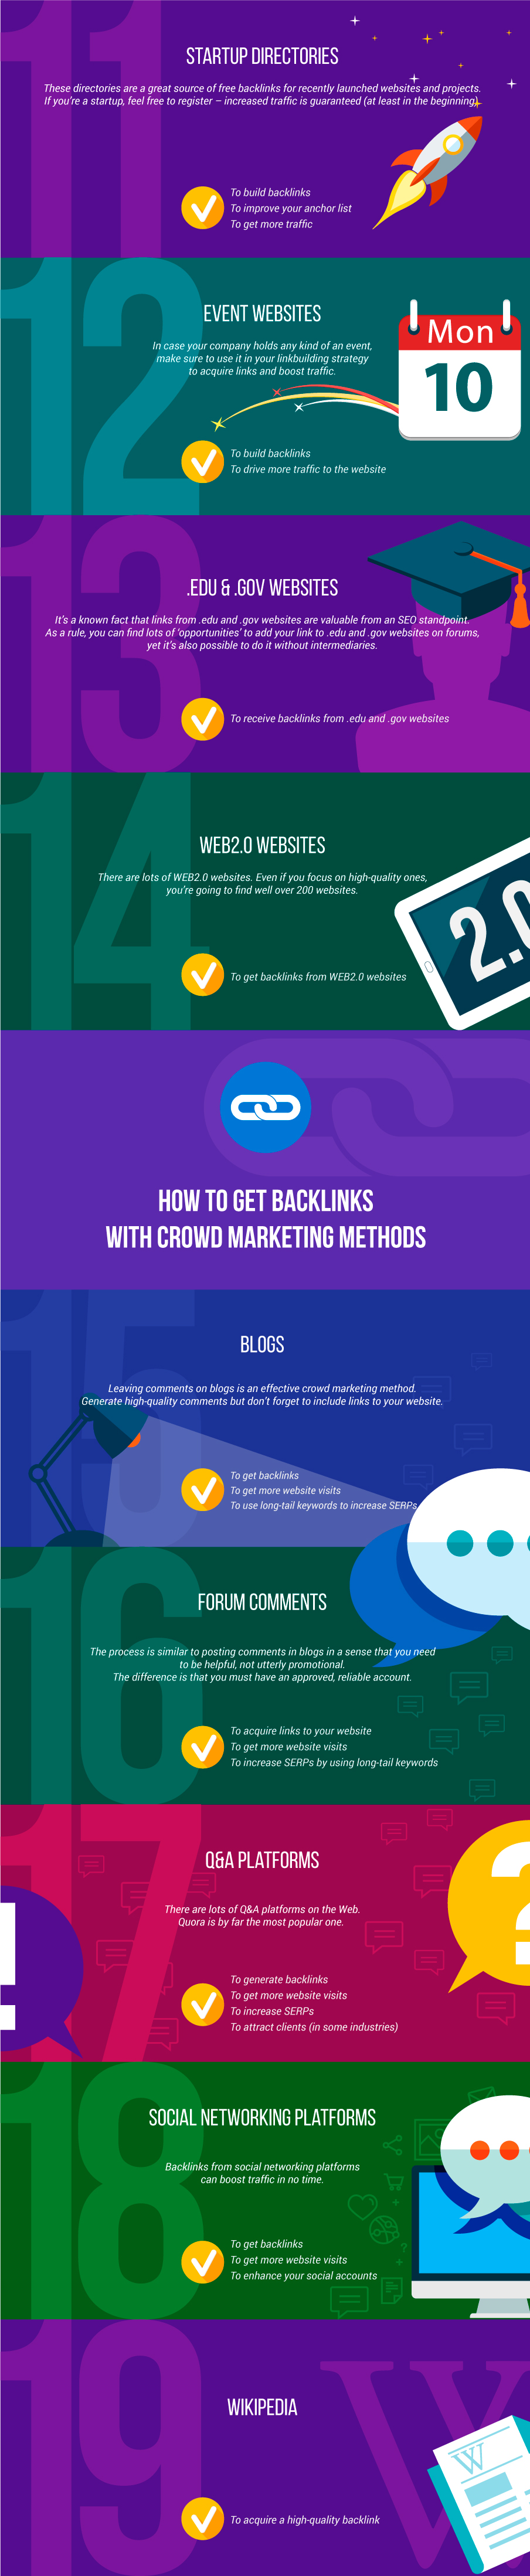 11
STARTUP DIRECTORIES
These directories are a great source of free backlinks for recently launched websites and projects.
If you're a startup, feel free to register – increased traffic is guaranteed (at least in the beginning)
To build backlinks
To improve your anchor list
To get more traffic
12
EVENT WEBSITES
Mon
10
In case your company holds any kind of an event,
make sure to use it in your linkbuilding strategy
to acquire links and boost traffic.
To build backlinks
To drive more traffic to the website
13
.EDU & .GOV WEBSITES
It's a known fact that links from .edu and .gov websites are valuable from an SEO standpoint.
As a rule, you can find lots of 'opportunities' to add your link to .edu and .gov websites on forums,
yet it's also possible to do it without intermediaries.
To receive backlinks from .edu and .gov websites
14
WEB2.0 WEBSITES
There are lots of WEB2.0 websites. Even if you focus on high-quality ones,
you're going to find well over 200 websites.
2.0
To get backlinks from WEB2.0 websites
HOW TO GET BACKLINKS
WITH CROWD MARKETING METHODS
15
BLOGS
Leaving comments on blogs is an effective crowd marketing method.
Generate high-quality comments but don't forget to include links to your website.
To get backlinks
To get more website visits
To use long-tail keywords to increase SERPs
16
FORUM COMMENTS
The process is similar to posting comments in blogs in a sense that you need
to be helpful, not utterly promotional.
The difference is that you must have an approved, reliable account.
To acquire links to your website
To get more website visits
To increase SERPs by using long-tail keywords
17
Q&A PLATFORMS
There are lots of Q&A platforms on the Web.
Quora is by far the most popular one.
!
?
To generate backlinks
To get more website visits
To increase SERPs
To attract clients (in some industries)
18
SOCIAL NETWORKING PLATFORMS
Backlinks from social networking platforms
can boost traffic in no time.
To get backlinks
To get more website visits
To enhance your social accounts
19
WIKIPEDIA
W
W
To acquire a high-quality backlink